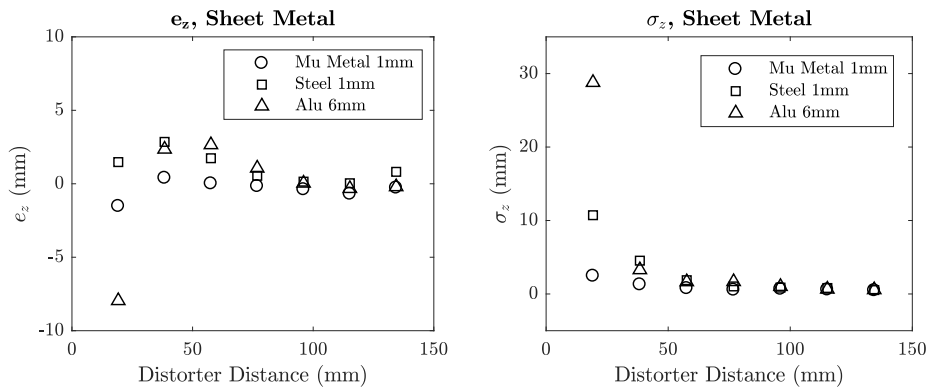 e_z, Sheet Metal
10
5
0
-5
-10
e_z (mm)
Mu Metal 1mm
Steel 1mm
Alu 6mm
0
50
100
150
Distorter Distance (mm)
σ_z, Sheet Metal
30
20
10
0
σ_z (mm)
Mu Metal 1mm
Steel 1mm
Alu 6mm
0
50
100
150
Distorter Distance (mm)